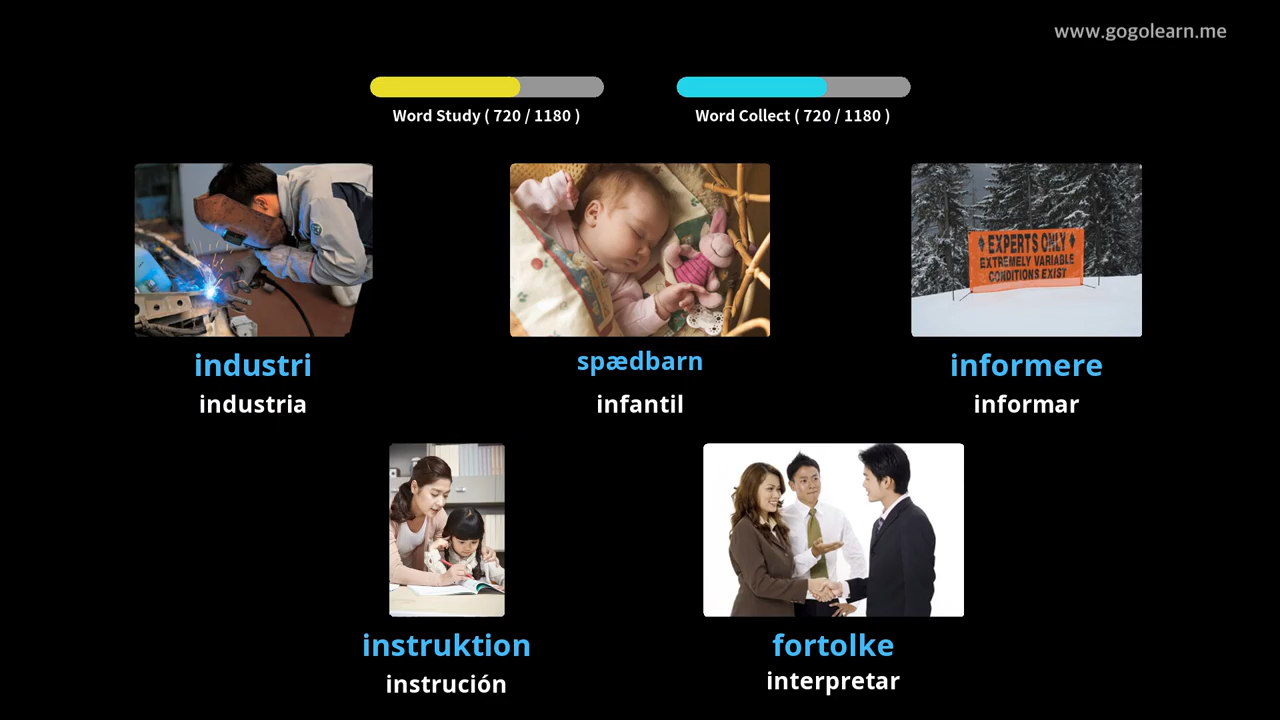 www.gogolearn.me
Word Study ( 720 / 1180 )
Word Collect ( 720 / 1180 )
EXPERTS ONLY
EXTREMELY VARIABLE
CONDITIONS EXIST
industri
spædbarn
informere
industria
infantil
informar
instruktion
fortolke
instrución
interpretar